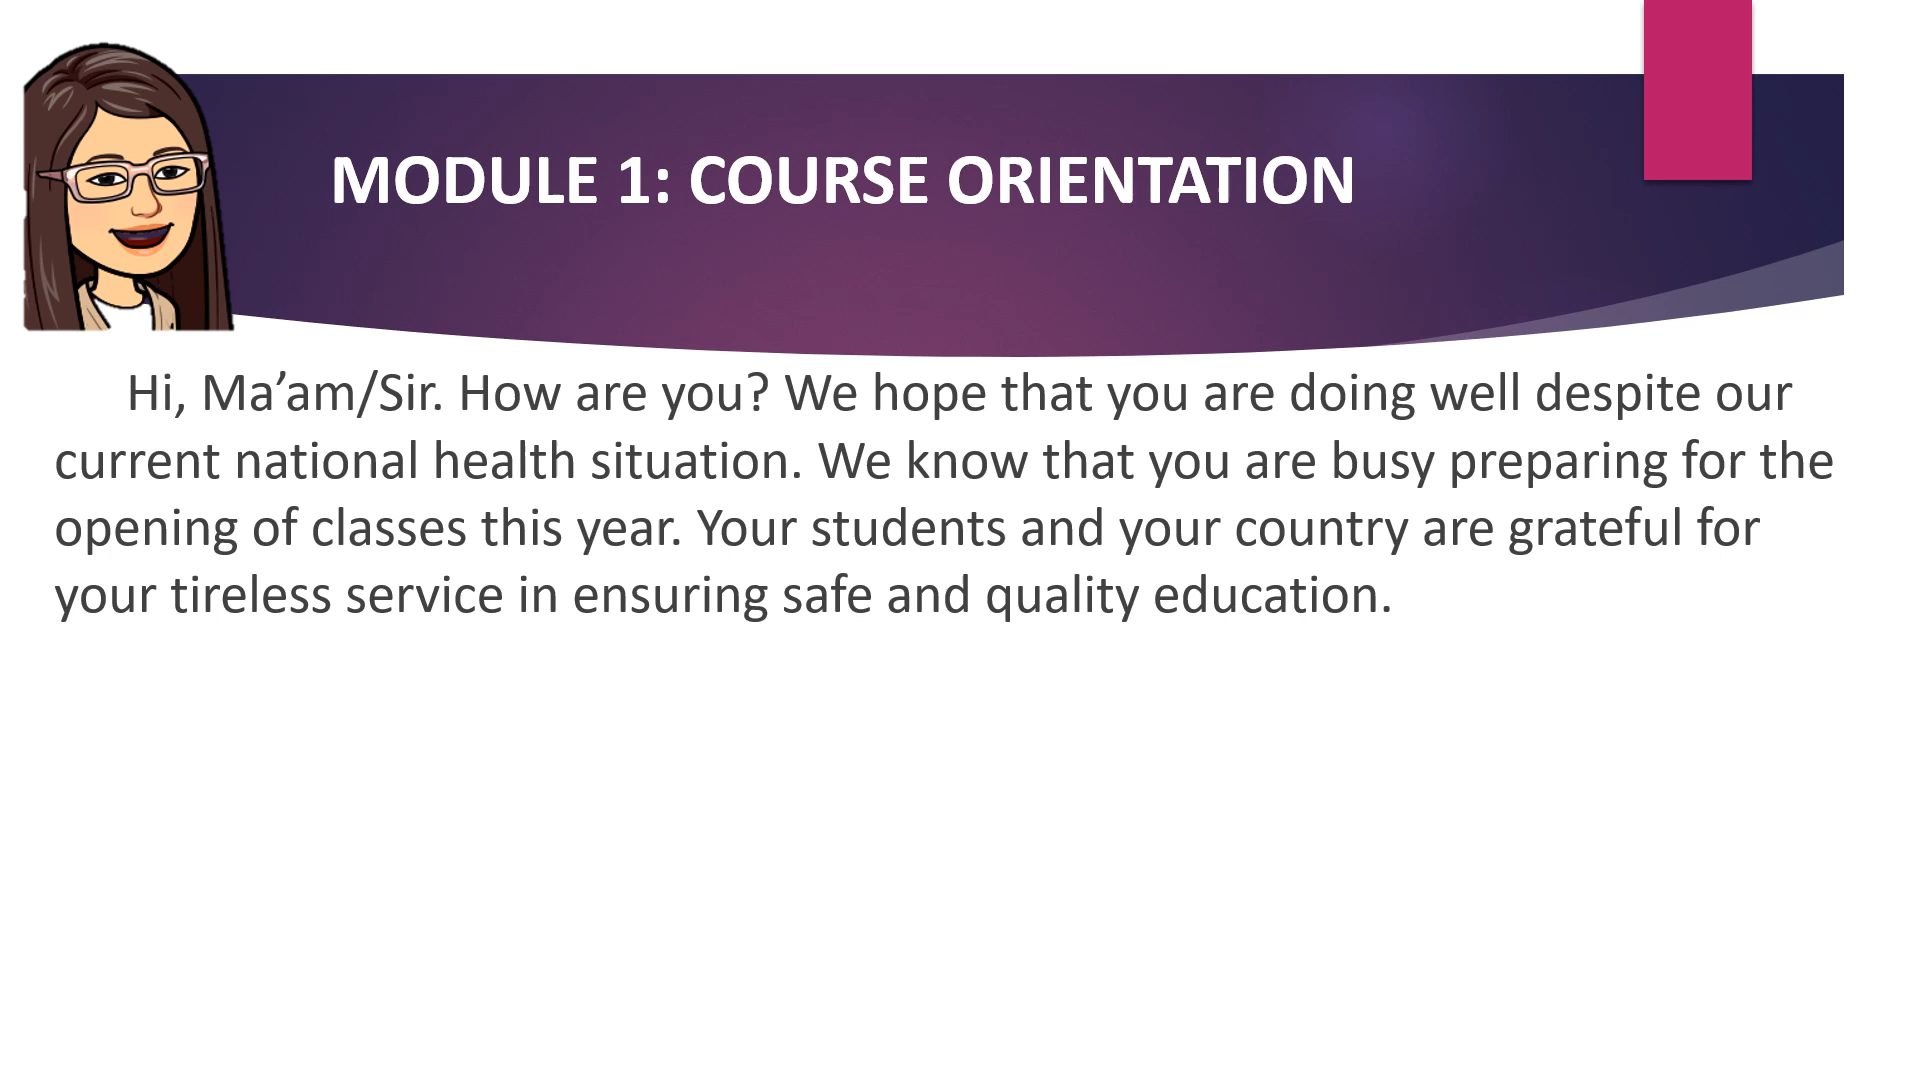 MODULE 1: COURSE ORIENTATION
Hi, Ma’am/Sir. How are you? We hope that you are doing well despite our
current national health situation. We know that you are busy preparing for the
opening of classes this year. Your students and your country are grateful for
your tireless service in ensuring safe and quality education.